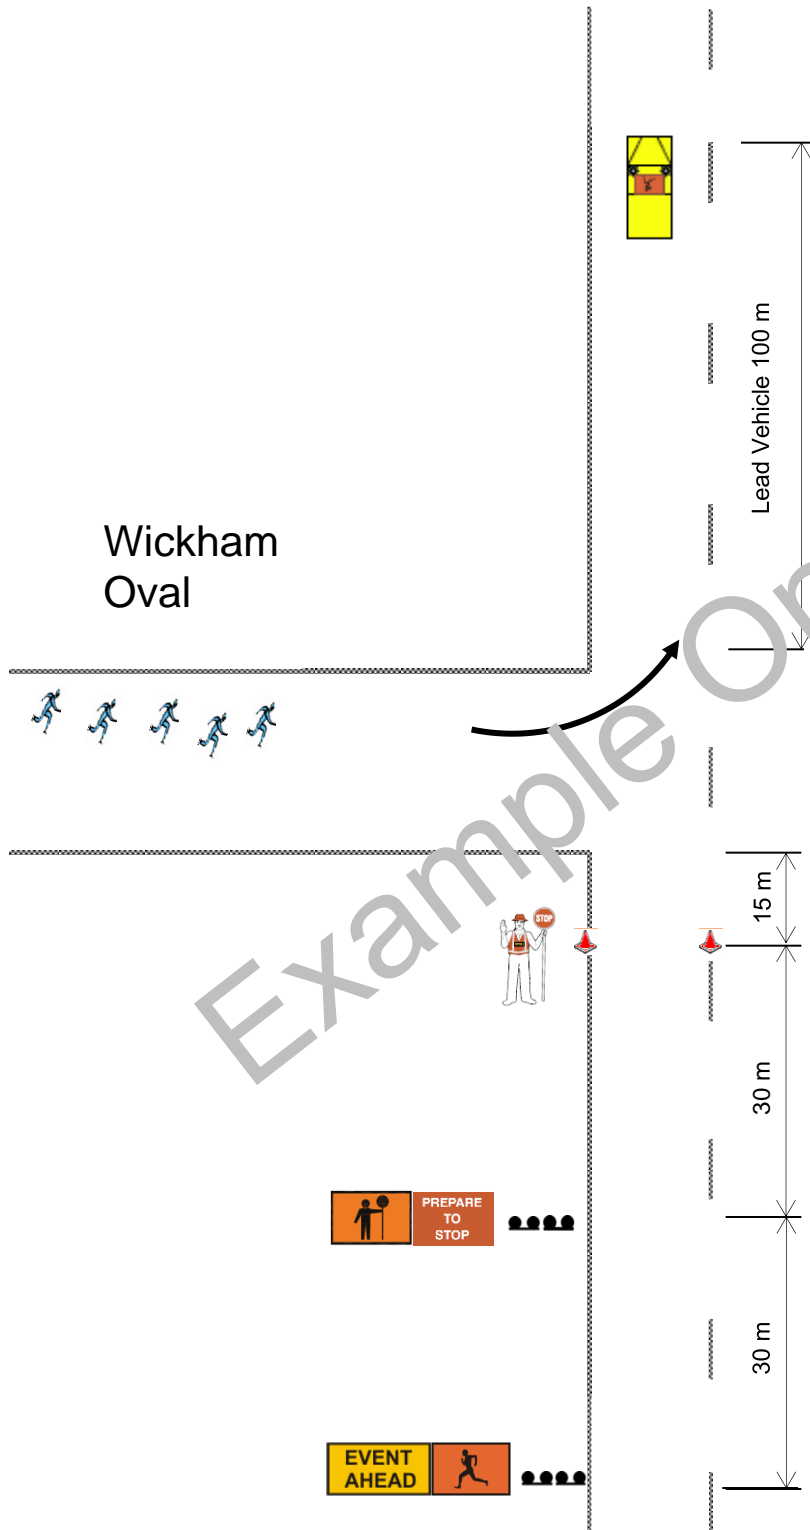 Lead Vehicle 100 m
Wickham
Oval
Example On
15 m
STOP
30 m
PREPARE
TO
STOP
30 m
EVENT
AHEAD